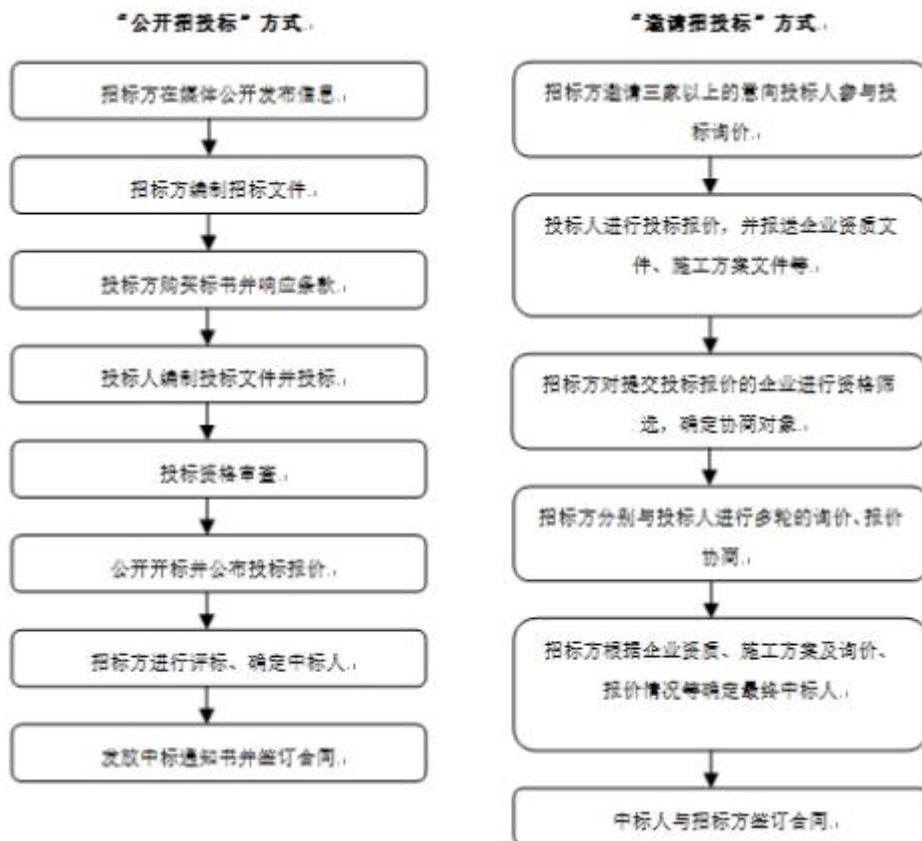 “公开招投标”方式
招标方在媒体公开发布信息
招标方编制招标文件
投标方购买标书并响应条款
投标人编制投标文件并投标
投标资格审查
公开开标并公布投标报价
招标方进行评标、确定中标人
发放中标通知书并签订合同
“邀请招投标”方式
招标方邀请三家以上的意向投标人参与投
标询价
投标人进行投标报价，并报送企业资质文
件、施工方案文件等
招标方对提交投标报价的企业进行资格筛
选，确定协商对象
招标方分别与投标人进行多轮的询价、报价
协商
招标方根据企业资质、施工方案及询价、
报价情况等确定最终中标人
中标人与招标方签订合同